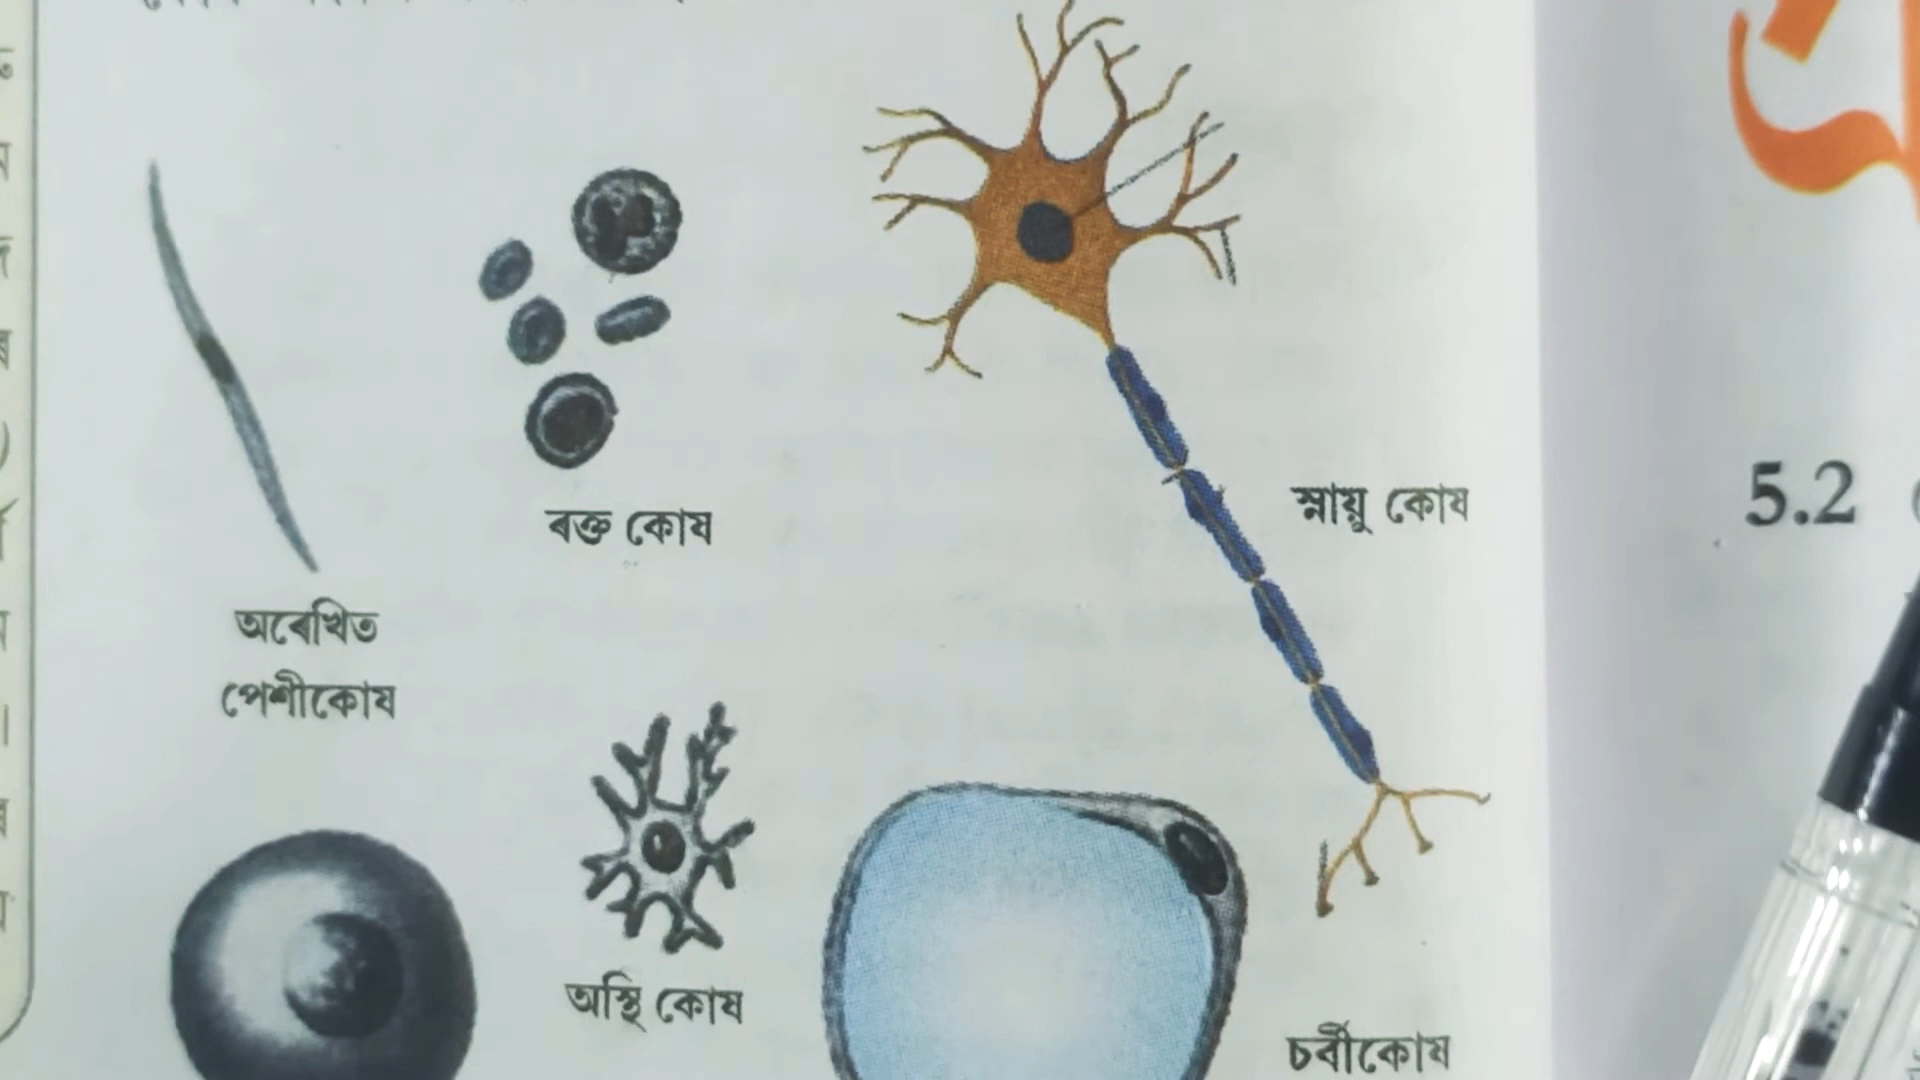 ৰক্ত কোষ
স্নায়ু কোষ
5.2
অৰেখিত
পেশীকোষ
অস্থি কোষ
চৰ্বীকোষ